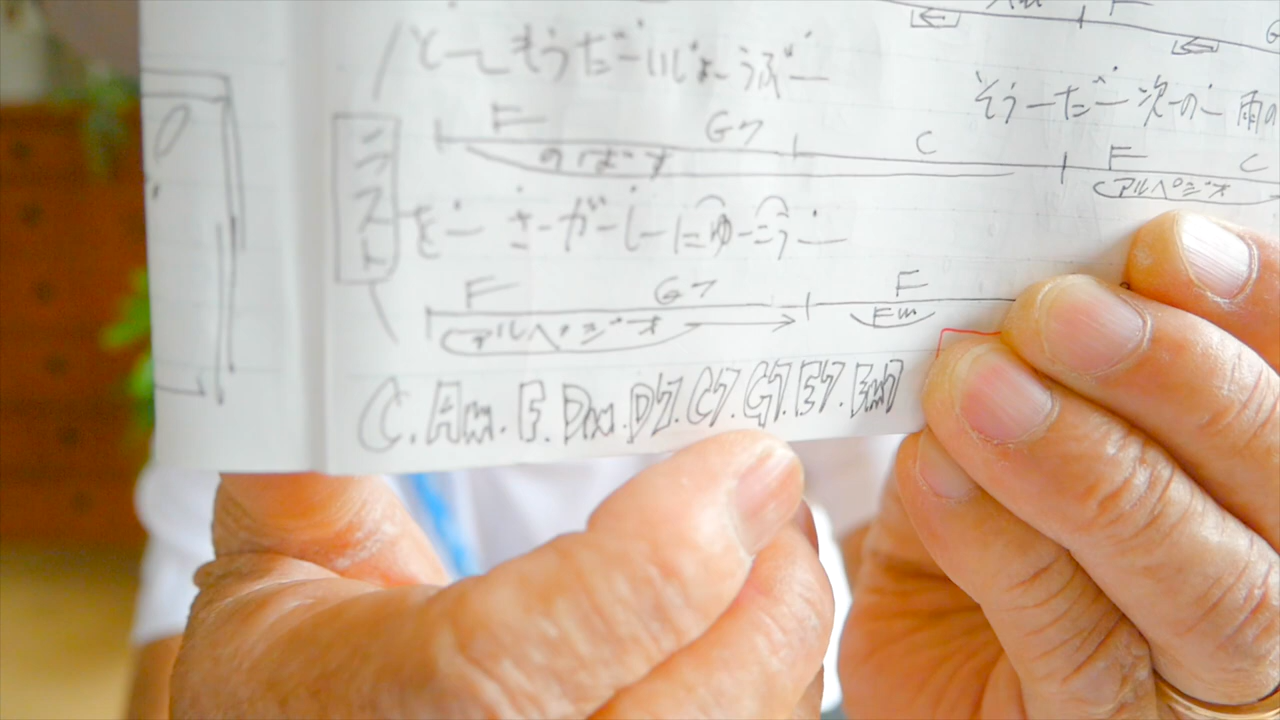 Am F
G
とーもうだーいじょーうぶー
そうーだー次のー雨の
F G7 C F C
のばす アルペジオ
ラスト
をーさーがーしーにゆーこうー
F G7 F
アルペジオ Em
C. Am. F. Dm. D7. C7. G7. E7. Em7